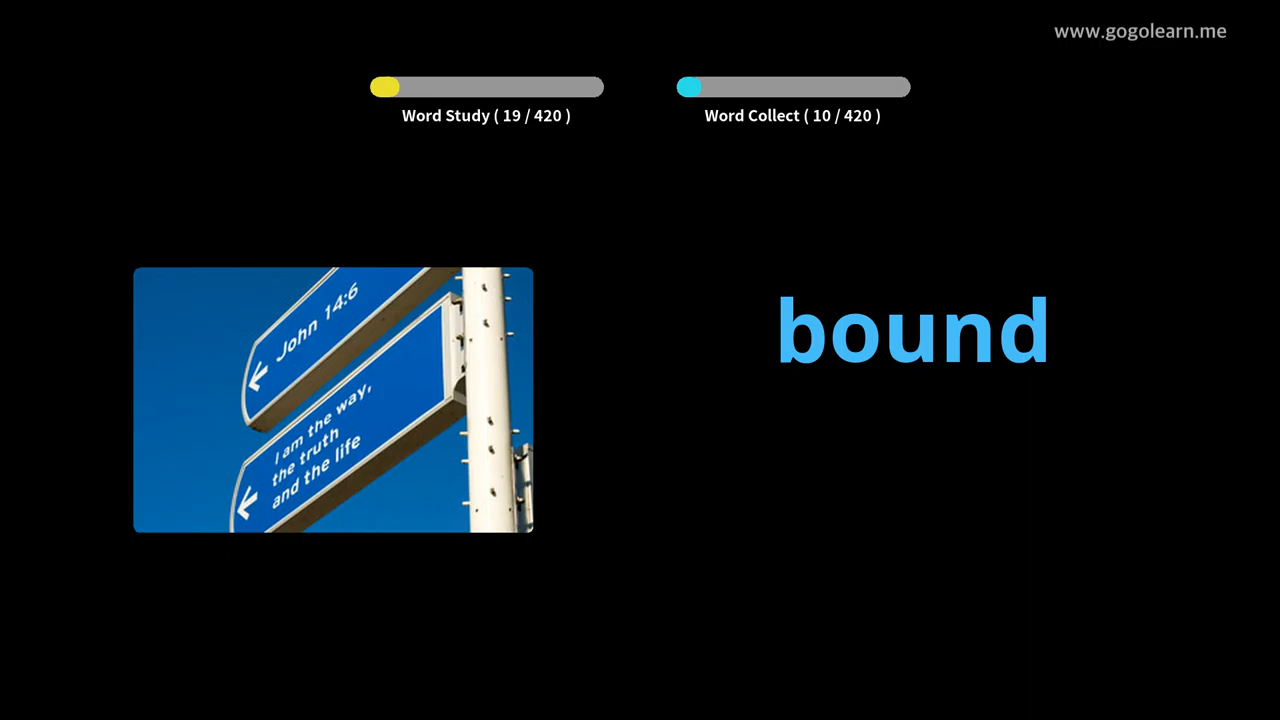 www.gogolearn.me
Word Study ( 19 / 420 )
Word Collect ( 10 / 420 )
John 14:6
I am the way,
the truth
and the life
bound